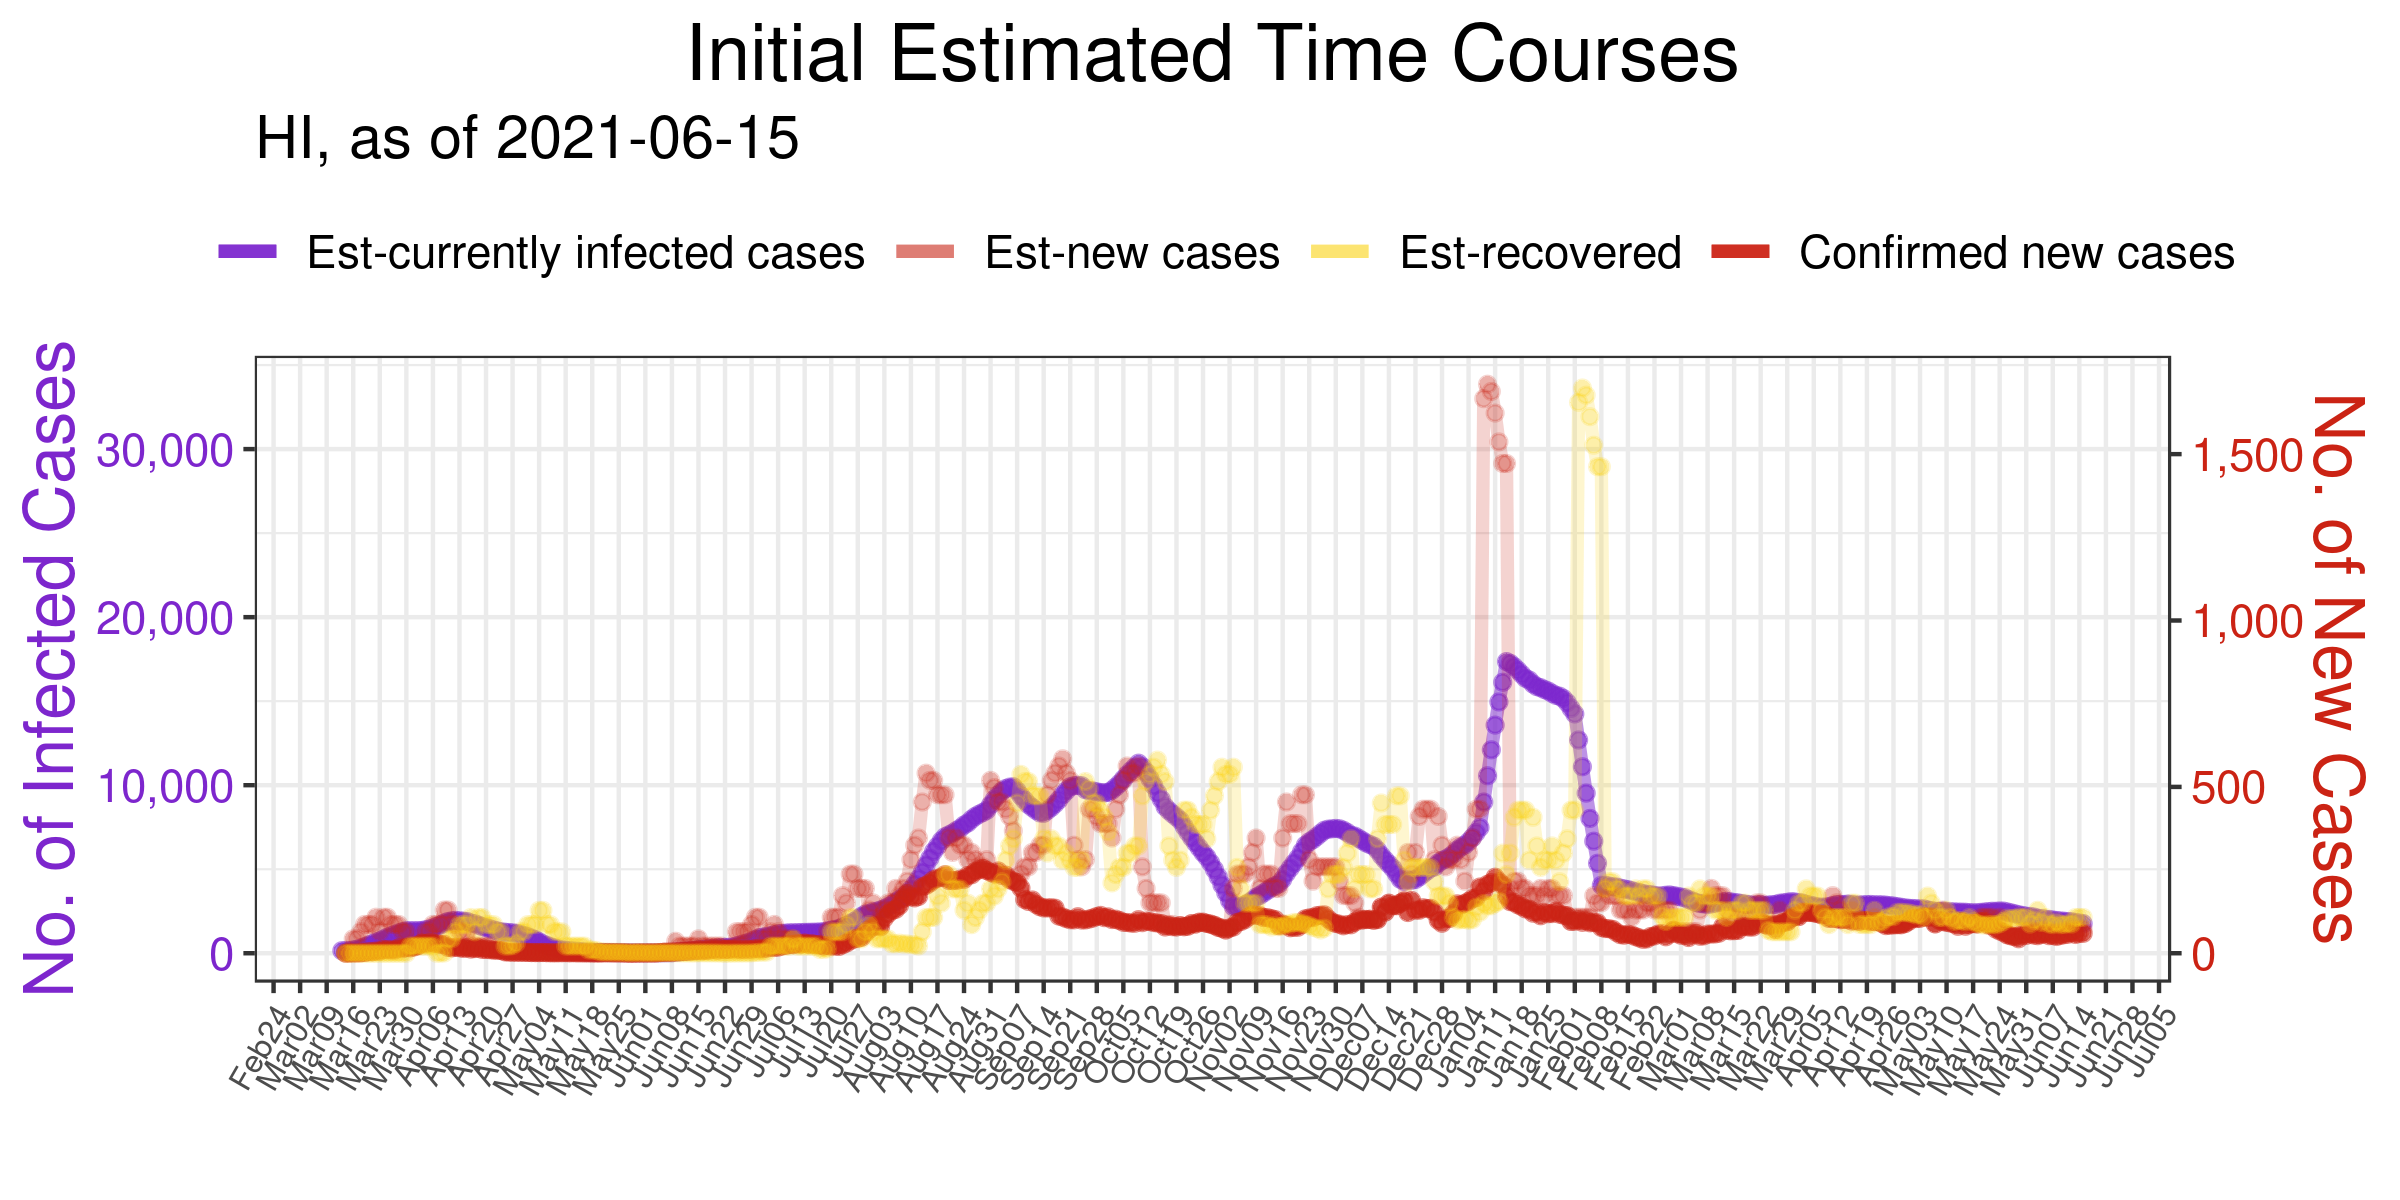 Initial Estimated Time Courses
HI, as of 2021-06-15
Est-currently infected cases Est-new cases Est-recovered Confirmed new cases
No. of Infected Cases
30,000
20,000
10,000
0
1,500
1,000
500
0
No. of New Cases
Feb24 Mar02 Mar09 Mar16 Mar23 Mar30 Apr06 Apr13 Apr20 Apr27 May04 May11 May18 May25 Jun01 Jun08 Jun15 Jun22 Jun29 Jul06 Jul13 Jul20 Jul27 Aug03 Aug10 Aug17 Aug24 Aug31 Sep07 Sep14 Sep21 Sep28 Oct05 Oct12 Oct19 Oct26 Nov02 Nov09 Nov16 Nov23 Nov30 Dec07 Dec14 Dec21 Dec28 Jan04 Jan11 Jan18 Jan25 Feb01 Feb08 Feb15 Feb22 Mar01 Mar08 Mar15 Mar22 Mar29 Apr05 Apr12 Apr19 Apr26 May03 May10 May17 May24 May31 Jun07 Jun14 Jun21 Jun28 Jul05